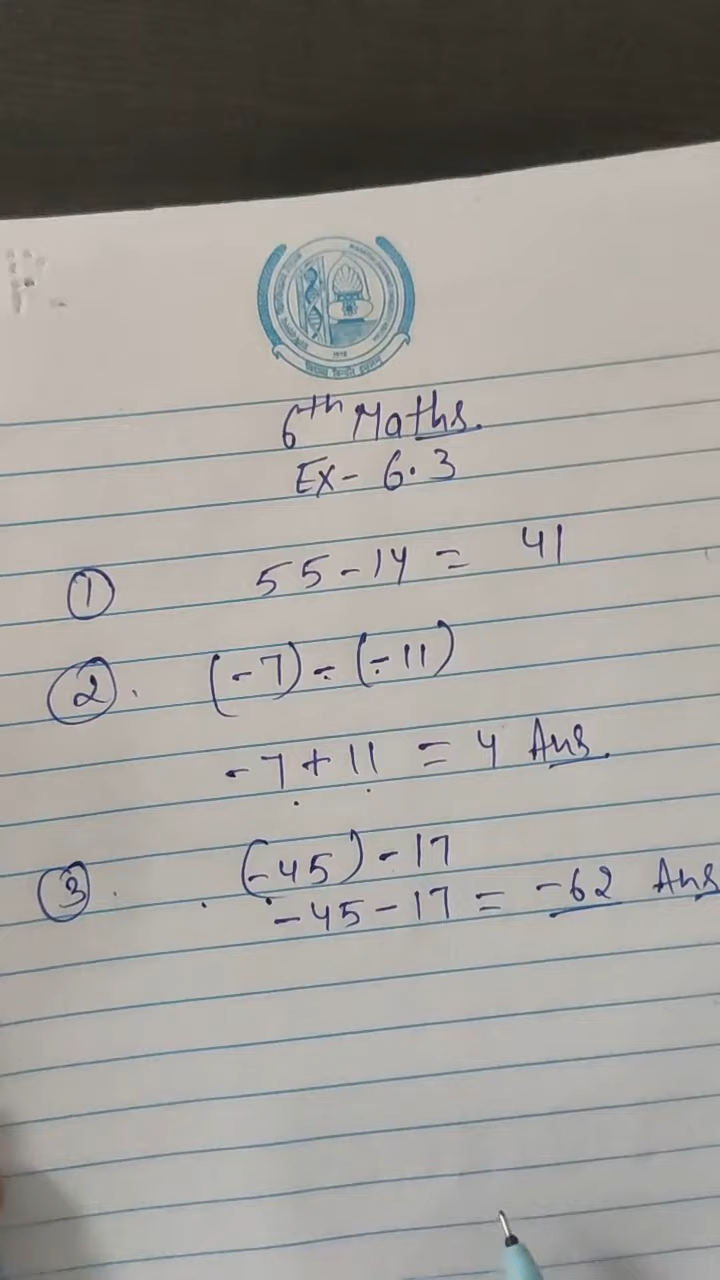 6th Maths.
Ex- 6.3
① 55-14 = 41
②. (-7) - (-11)
-7+11 = 4 Ans.
③. (-45)-17
-45-17 = -62 Ans